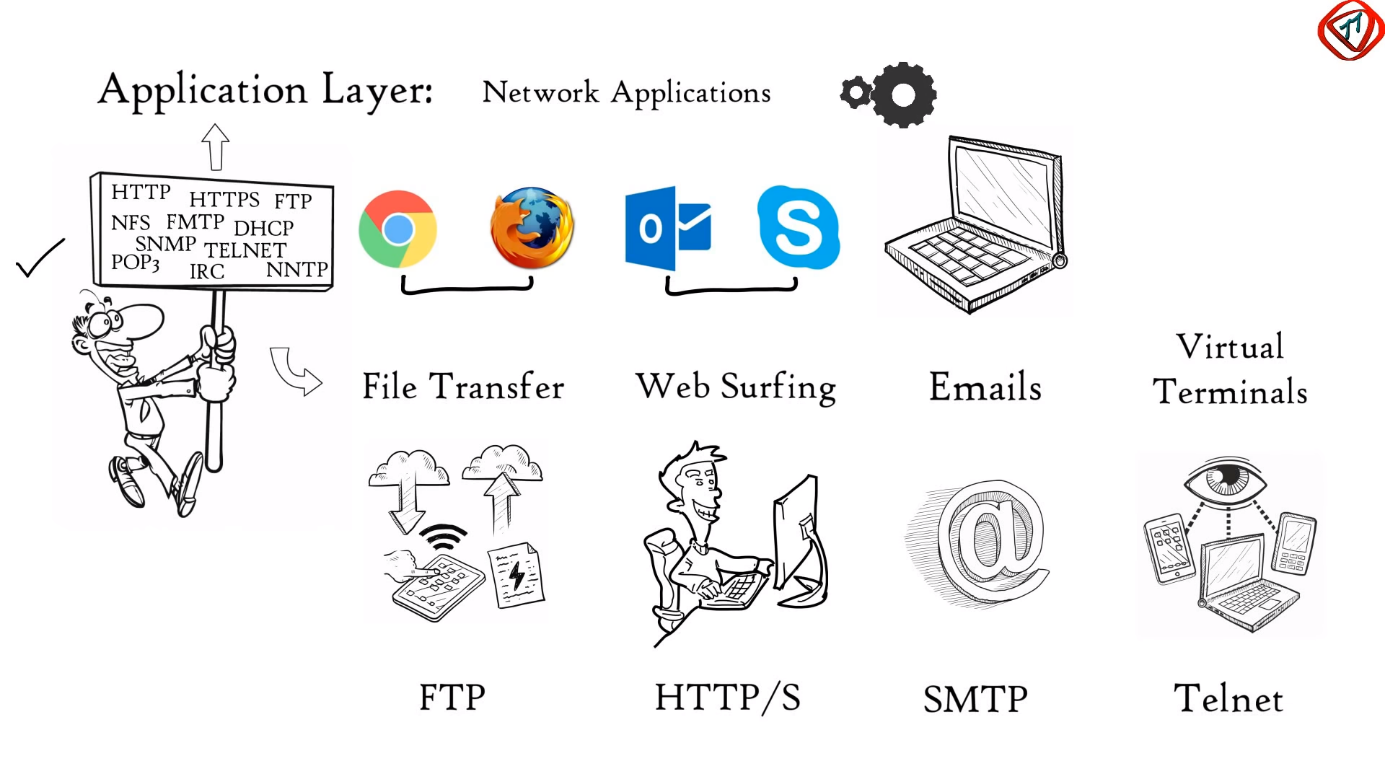 Application Layer:
Network Applications
HTTP HTTPS FTP
NFS FMTP DHCP
SNMP TELNET
POP3 IRC NNTP
File Transfer
Web Surfing
Emails
Virtual
Terminals
FTP
HTTP/S
SMTP
Telnet